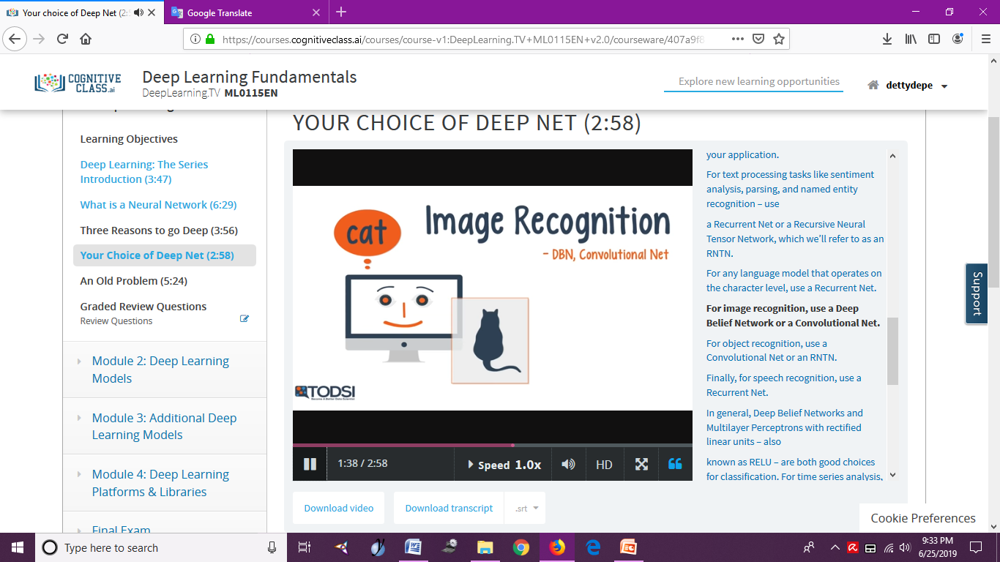 Your choice of Deep Net (2:5
Google Translate
https://courses.cognitiveclass.ai/courses/course-v1:DeepLearning.TV+ML0115EN+v2.0/courseware/407a9f8
COGNITIVE
CLASS.ai
Deep Learning Fundamentals
DeepLearning.TV ML0115EN
Explore new learning opportunities
dettydepe
Learning Objectives
Deep Learning: The Series
Introduction (3:47)
What is a Neural Network (6:29)
Three Reasons to go Deep (3:56)
Your Choice of Deep Net (2:58)
An Old Problem (5:24)
Graded Review Questions
Review Questions
Module 2: Deep Learning
Models
Module 3: Additional Deep
Learning Models
Module 4: Deep Learning
Platforms & Libraries
Final Exam
YOUR CHOICE OF DEEP NET (2:58)
cat
Image Recognition
- DBN, Convolutional Net
TODSI
1:38 / 2:58
Speed 1.0x
HD
your application.
For text processing tasks like sentiment
analysis, parsing, and named entity
recognition – use
a Recurrent Net or a Recursive Neural
Tensor Network, which we'll refer to as an
RNTN.
For any language model that operates on
the character level, use a Recurrent Net.
For image recognition, use a Deep
Belief Network or a Convolutional Net.
For object recognition, use a
Convolutional Net or an RNTN.
Finally, for speech recognition, use a
Recurrent Net.
In general, Deep Belief Networks and
Multilayer Perceptrons with rectified
linear units – also
known as RELU – are both good choices
for classification. For time series analysis,
Download video
Download transcript
.srt
Support
Cookie Preferences
Type here to search
9:33 PM
6/25/2019